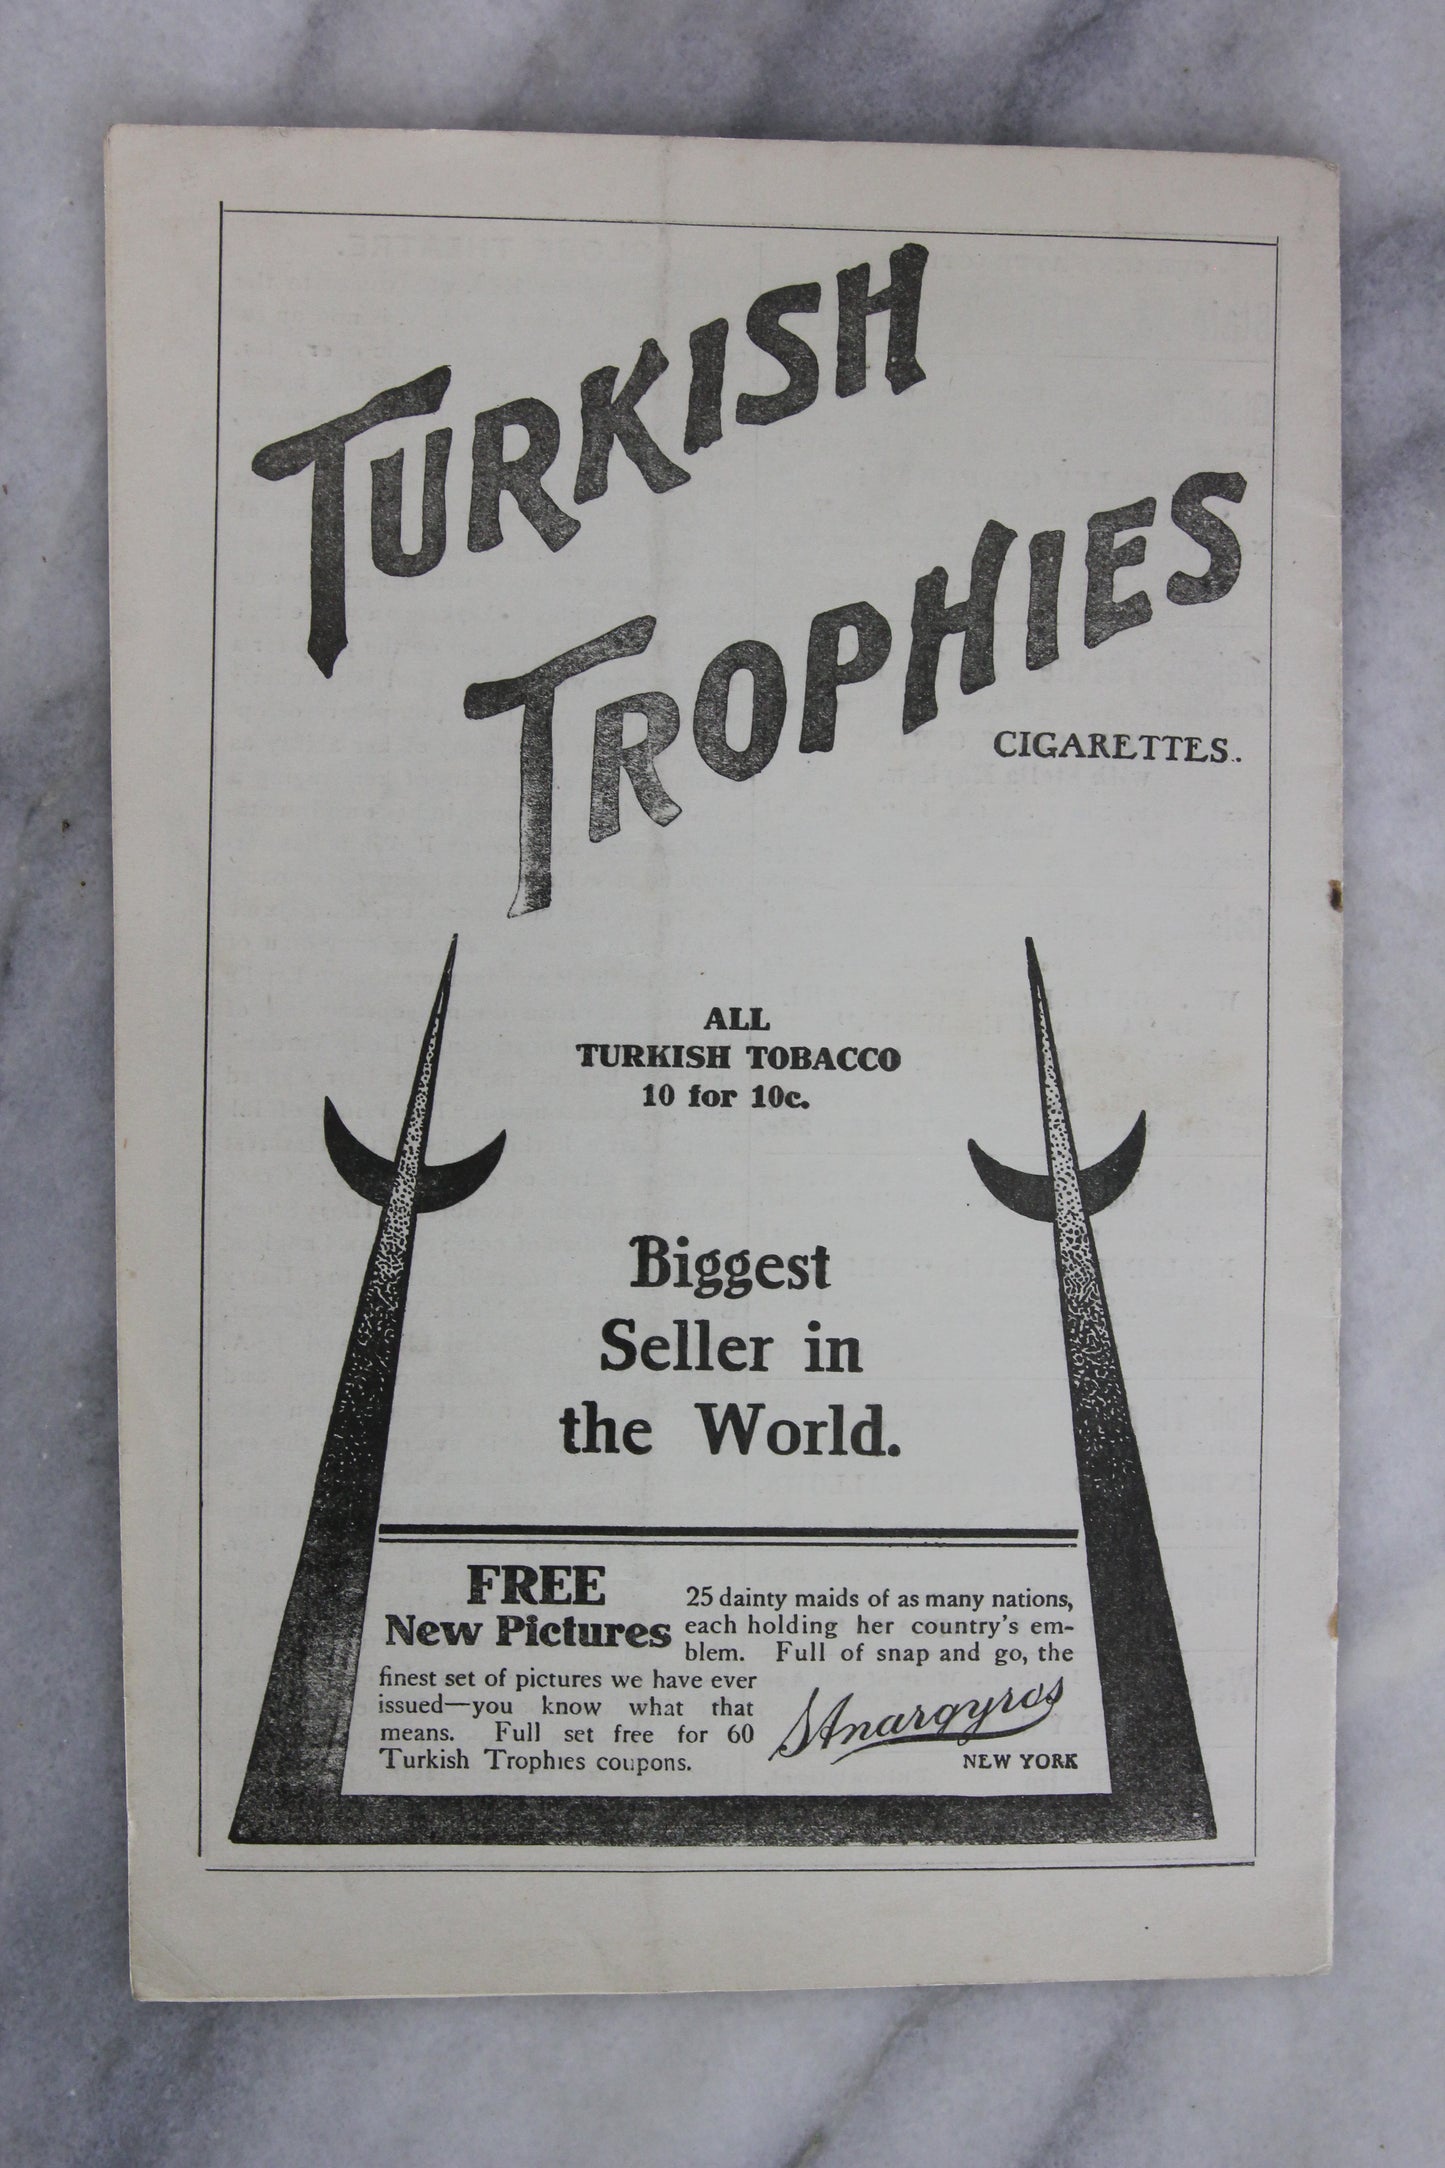 TURKISH
TROPHIES
CIGARETTES.
ALL
TURKISH TOBACCO
10 for 10c.
Biggest
Seller in
the World.
FREE
New Pictures
25 dainty maids of as many nations,
each holding her country's em-
blem. Full of snap and go, the
finest set of pictures we have ever
issued—you know what that
means. Full set free for 60
Turkish Trophies coupons.
S Anargyros
NEW YORK